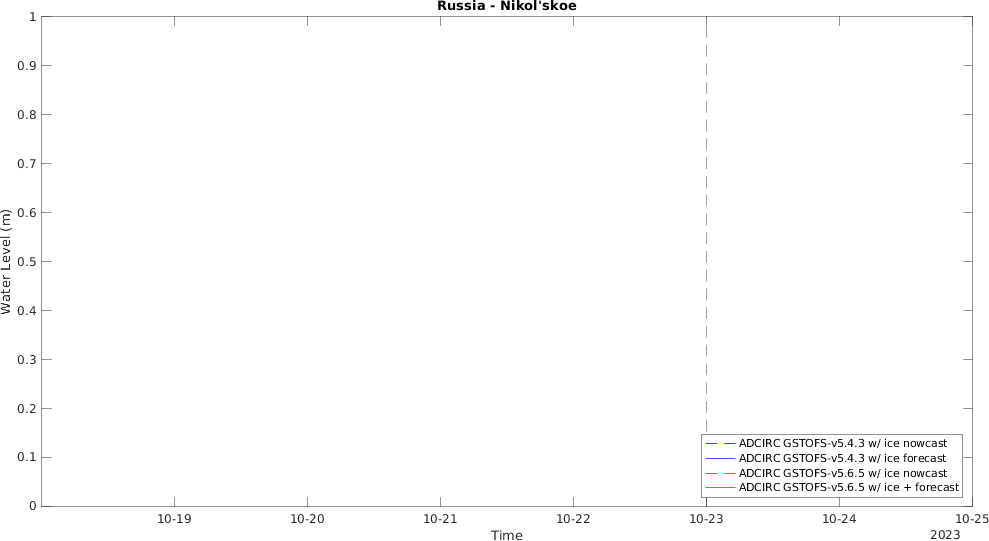 Russia - Nikol'skoe
Water Level (m)
1
0.9
0.8
0.7
0.6
0.5
0.4
0.3
0.2
0.1
0
ADCIRC GSTOFS-v5.4.3 w/ ice nowcast
ADCIRC GSTOFS-v5.4.3 w/ ice forecast
ADCIRC GSTOFS-v5.6.5 w/ ice nowcast
ADCIRC GSTOFS-v5.6.5 w/ ice + forecast
10-19 10-20 10-21 10-22 10-23 10-24 10-25
Time
2023